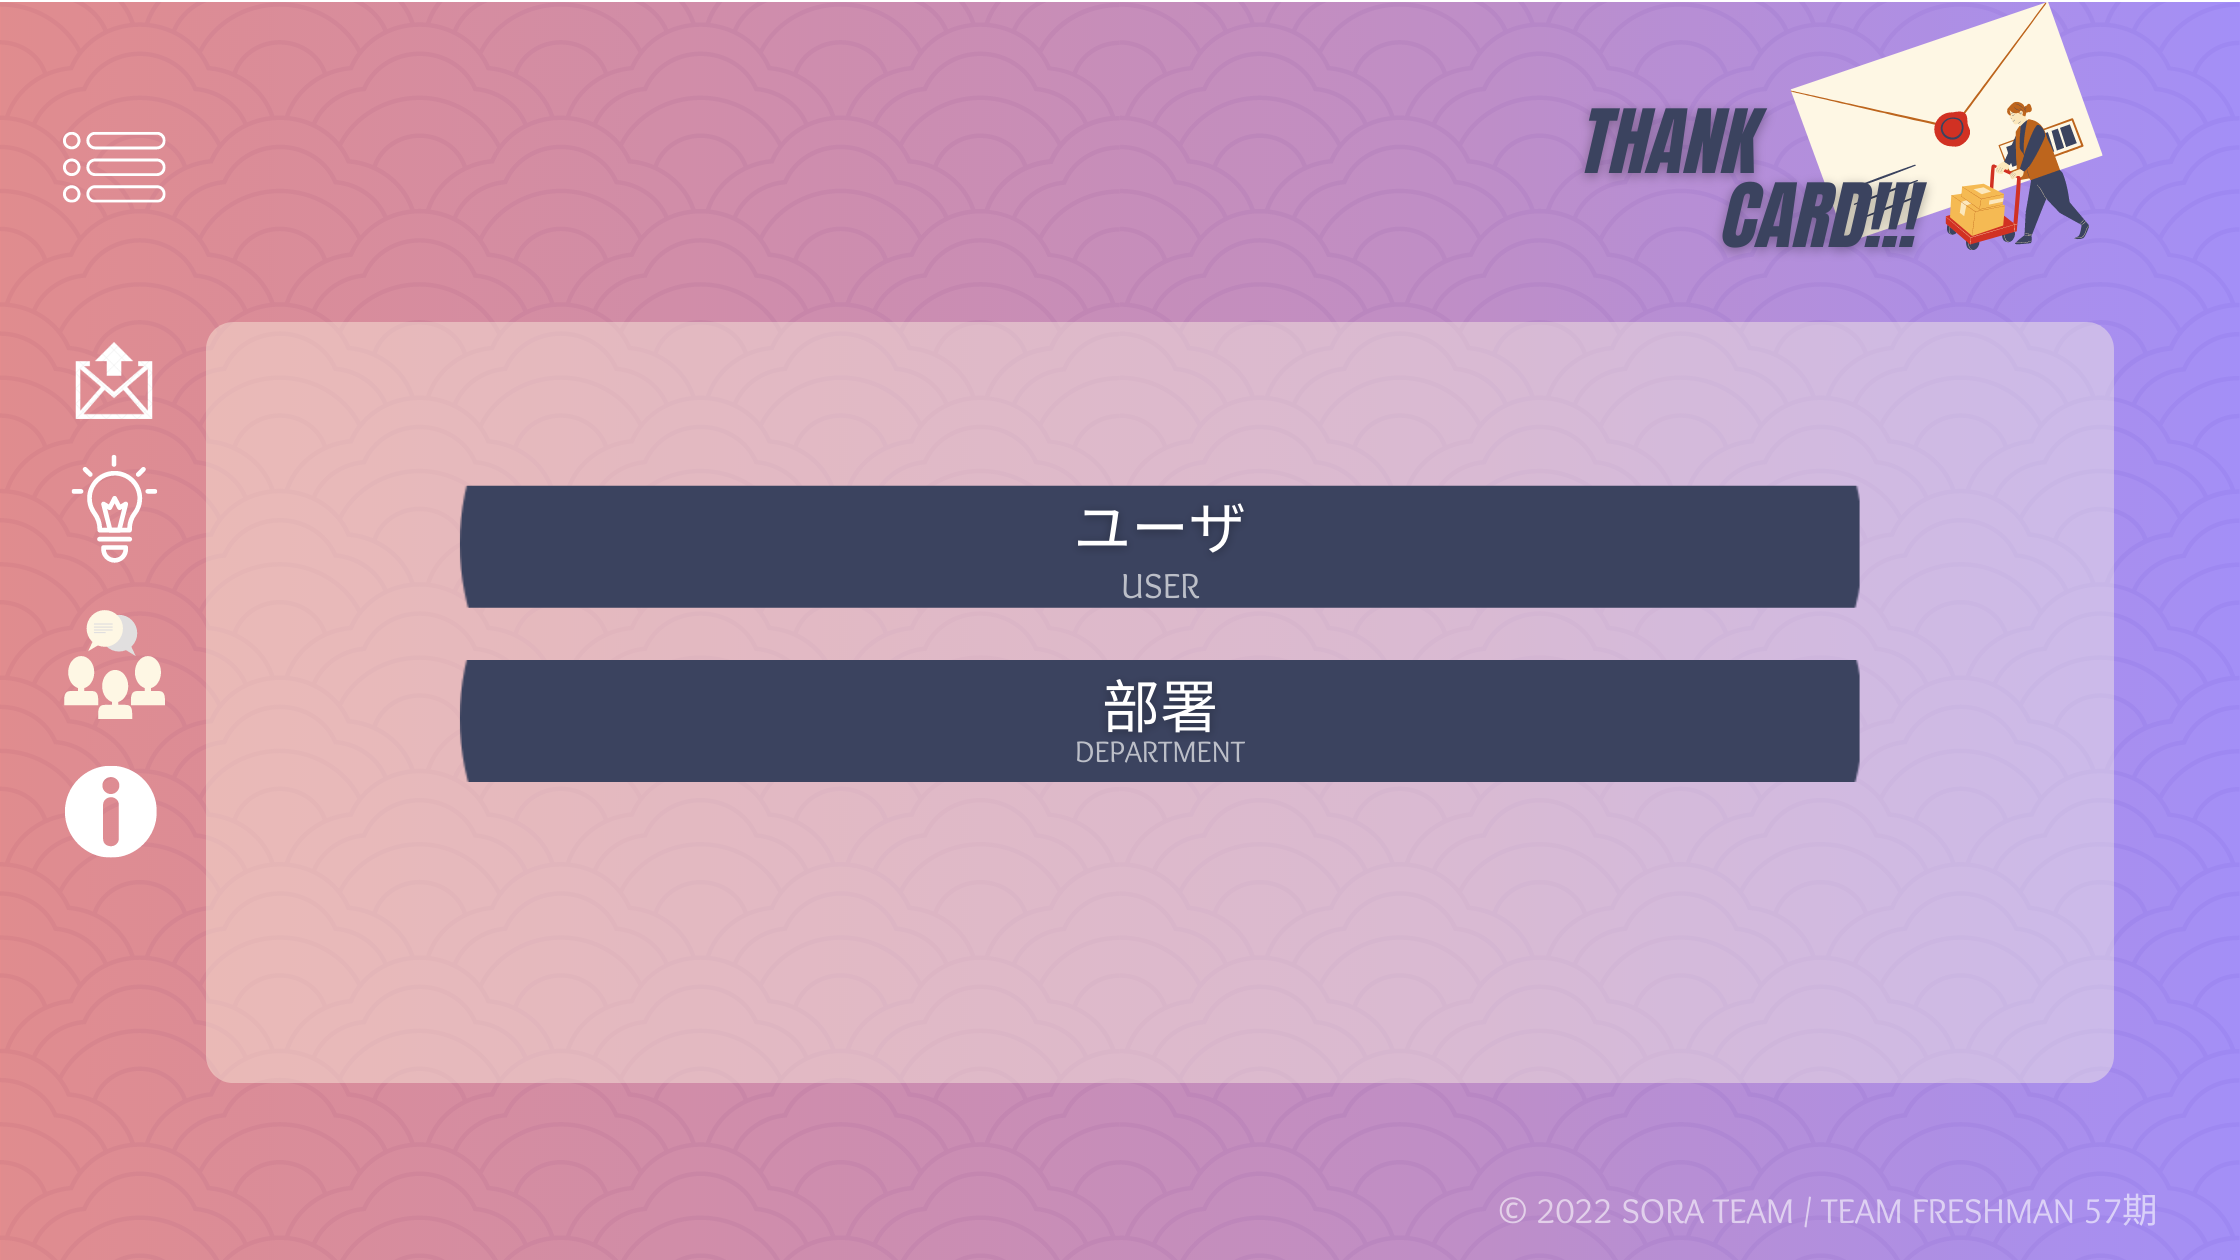 THANK
CARD!!!
ユーザ
USER
部署
DEPARTMENT
© 2022 SORA TEAM / TEAM FRESHMAN 57期